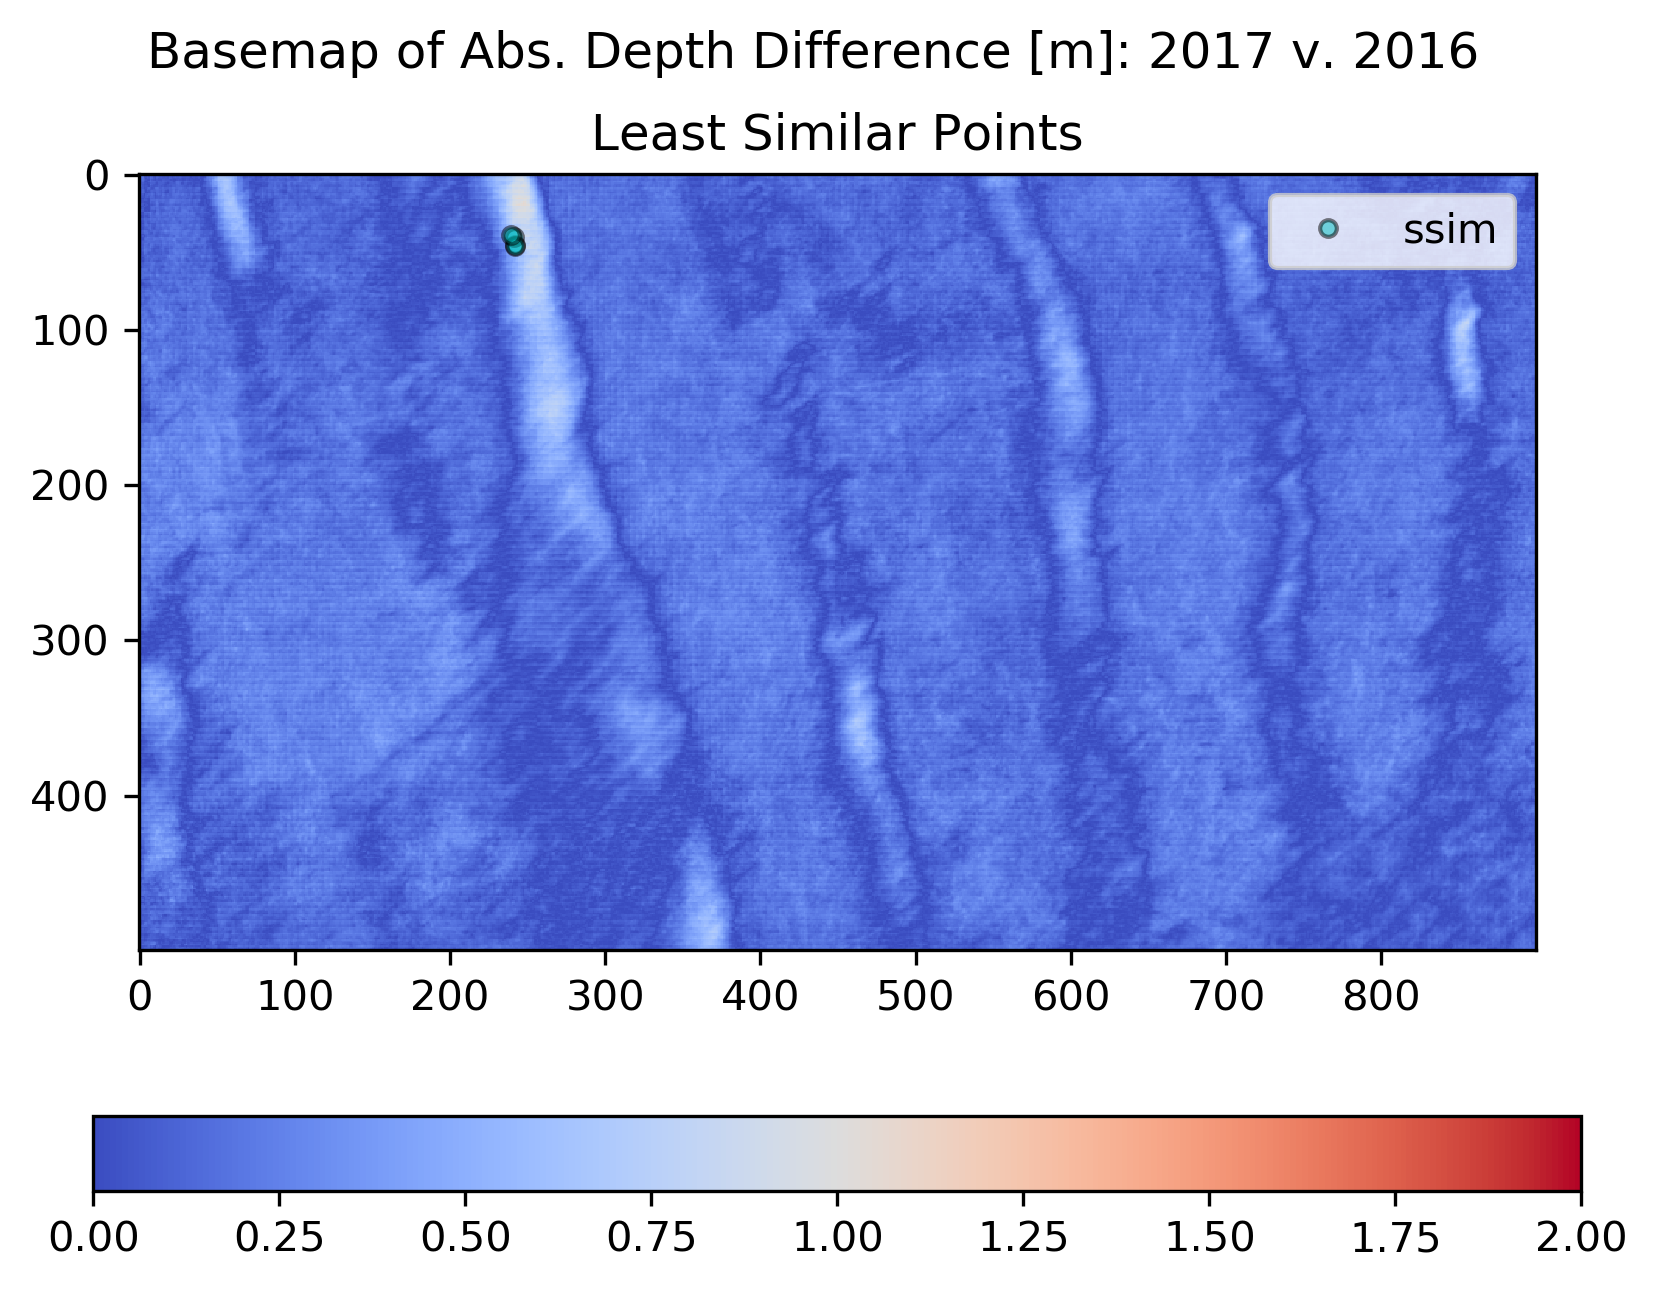 Basemap of Abs. Depth Difference [m]: 2017 v. 2016
Least Similar Points
ssim
0
100
200
300
400
0 100 200 300 400 500 600 700 800
0.00 0.25 0.50 0.75 1.00 1.25 1.50 1.75 2.00